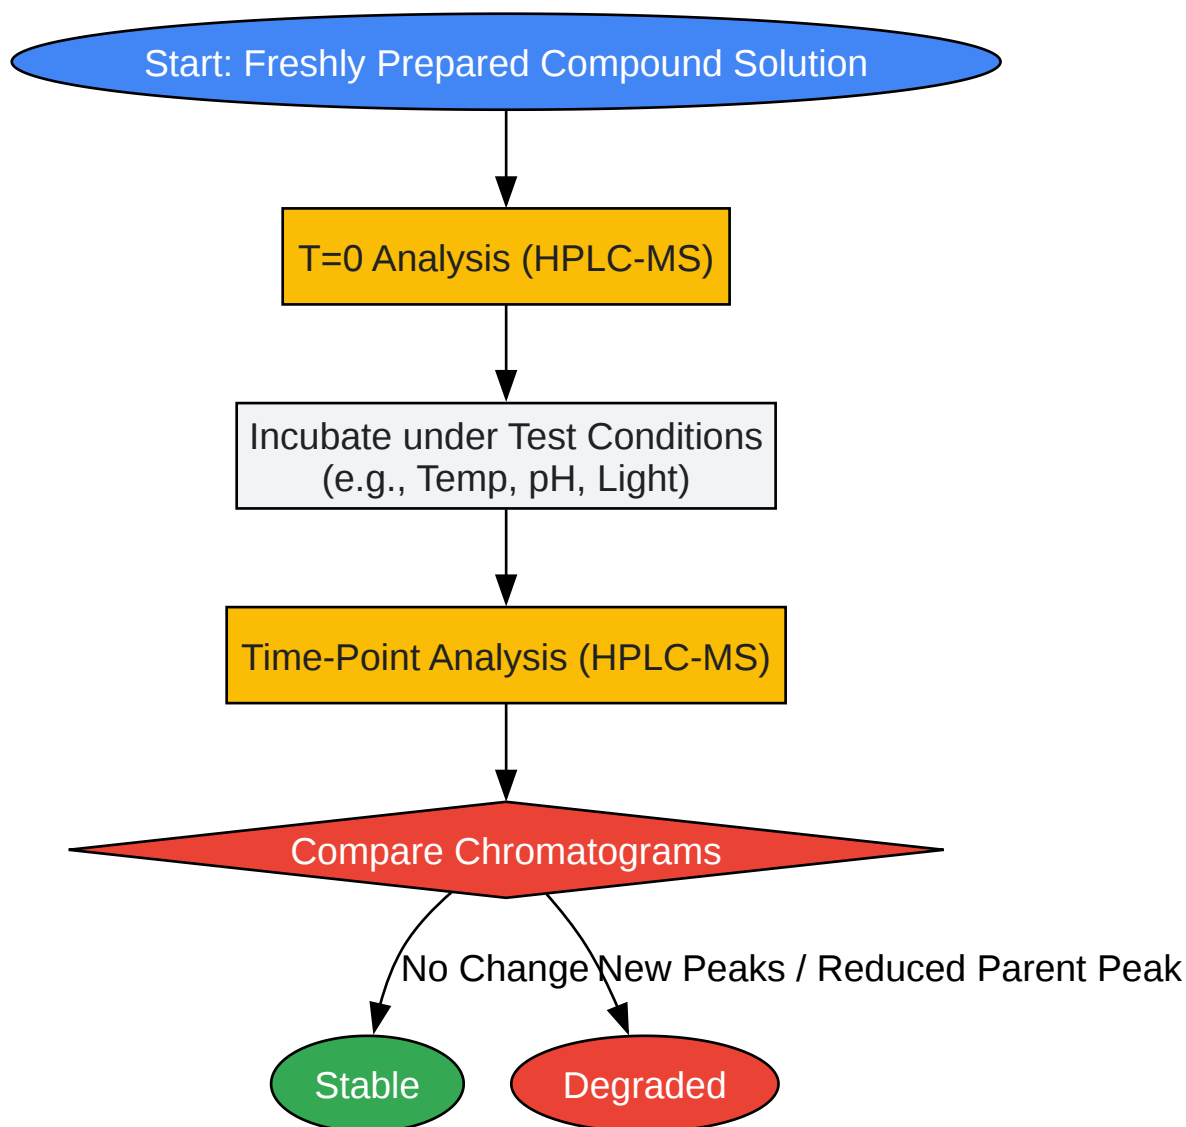 Start: Freshly Prepared Compound Solution
T=0 Analysis (HPLC-MS)
Incubate under Test Conditions
(e.g., Temp, pH, Light)
Time-Point Analysis (HPLC-MS)
Compare Chromatograms
No Change
New Peaks / Reduced Parent Peak
Stable
Degraded